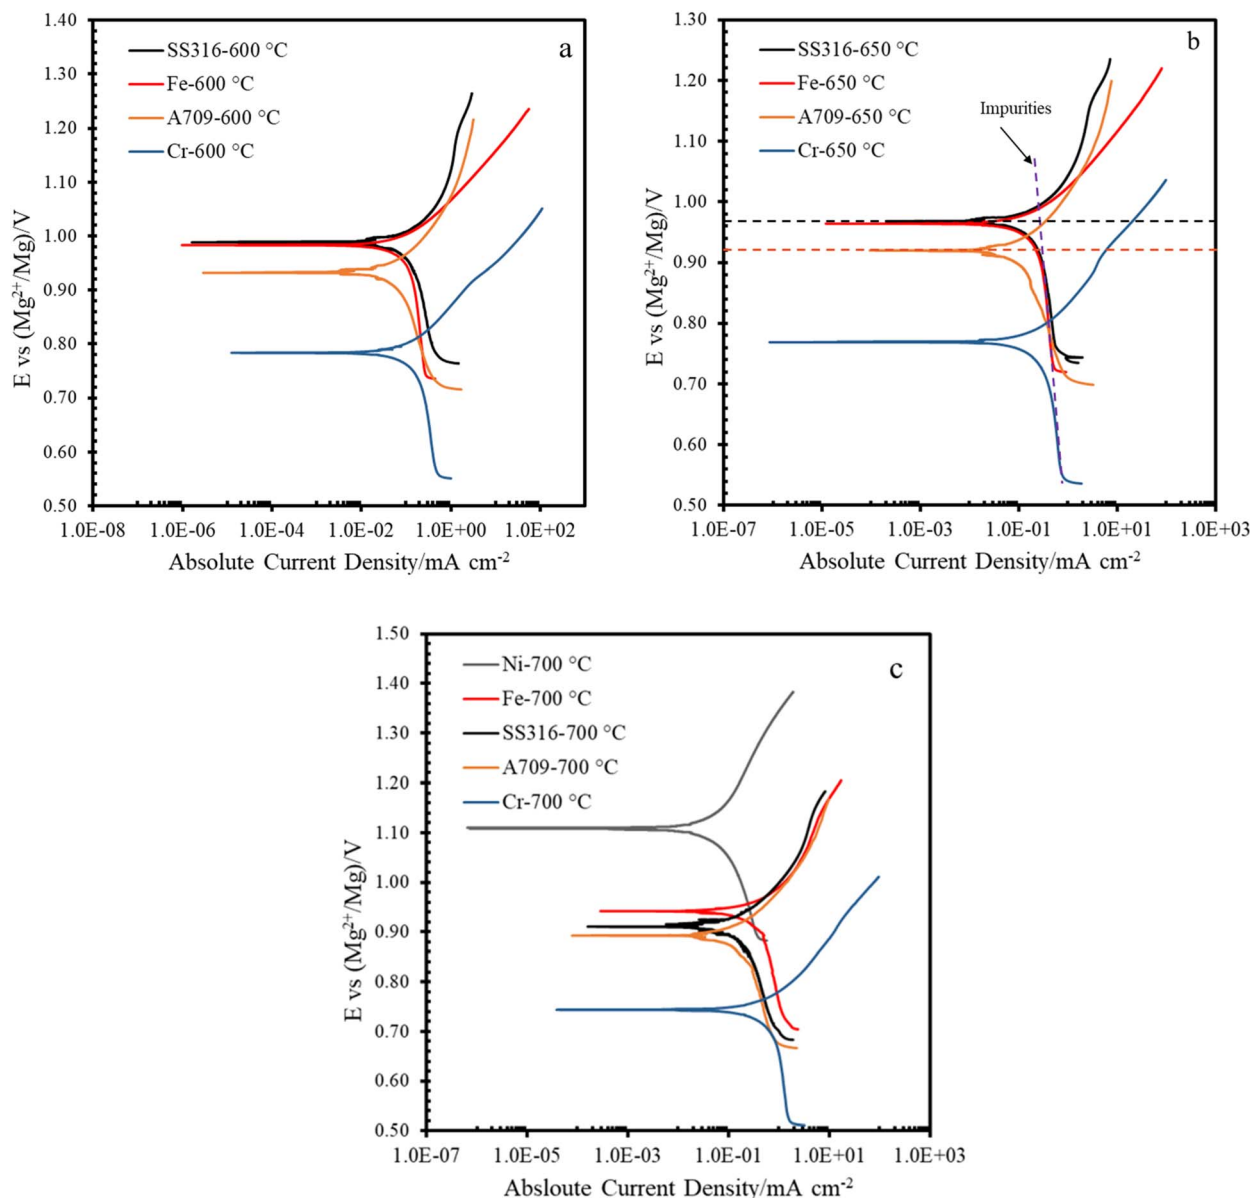 1.40
1.30
1.20
1.10
1.00
0.90
0.80
0.70
0.60
0.50
E vs (Mg²⁺/Mg)/V
SS316-600 °C
Fe-600 °C
A709-600 °C
Cr-600 °C
a
1.0E-08 1.0E-06 1.0E-04 1.0E-02 1.0E+00 1.0E+02
Absolute Current Density/mA cm⁻²
1.30
1.20
1.10
1.00
0.90
0.80
0.70
0.60
0.50
E vs (Mg²⁺/Mg)/V
SS316-650 °C
Fe-650 °C
A709-650 °C
Cr-650 °C
b
Impurities
1.0E-07 1.0E-05 1.0E-03 1.0E-01 1.0E+01 1.0E+03
Absolute Current Density/mA cm⁻²
1.50
1.40
1.30
1.20
1.10
1.00
0.90
0.80
0.70
0.60
0.50
E vs (Mg²⁺/Mg)/V
Ni-700 °C
Fe-700 °C
SS316-700 °C
A709-700 °C
Cr-700 °C
c
1.0E-07 1.0E-05 1.0E-03 1.0E-01 1.0E+01 1.0E+03
Absloute Current Density/mA cm⁻²